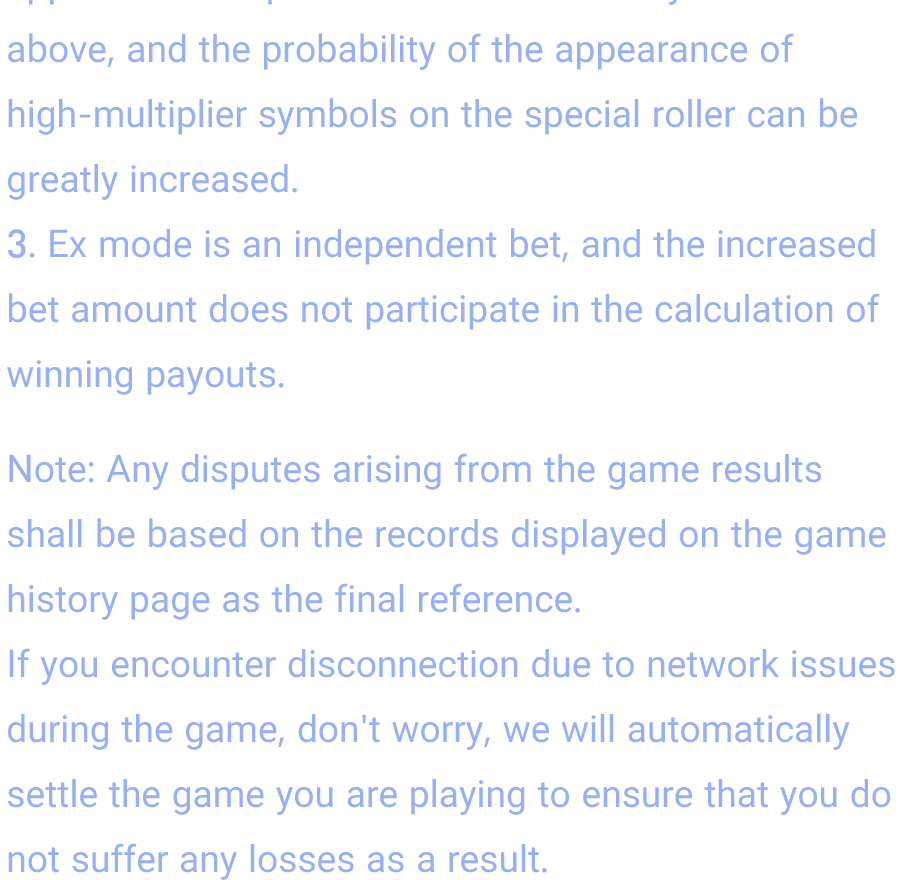 above, and the probability of the appearance of
high-multiplier symbols on the special roller can be
greatly increased.
3. Ex mode is an independent bet, and the increased
bet amount does not participate in the calculation of
winning payouts.
Note: Any disputes arising from the game results
shall be based on the records displayed on the game
history page as the final reference.
If you encounter disconnection due to network issues
during the game, don't worry, we will automatically
settle the game you are playing to ensure that you do
not suffer any losses as a result.